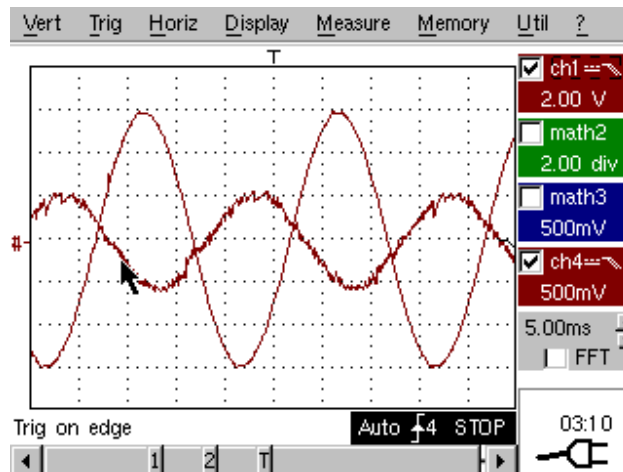 Vert Trig Horiz Display Measure Memory Util ?
T
ch1
2.00 V
math2
2.00 div
math3
500mV
ch4
500mV
5.00ms
FFT
Trig on edge
Auto 4 STOP
03:10
1 2 T